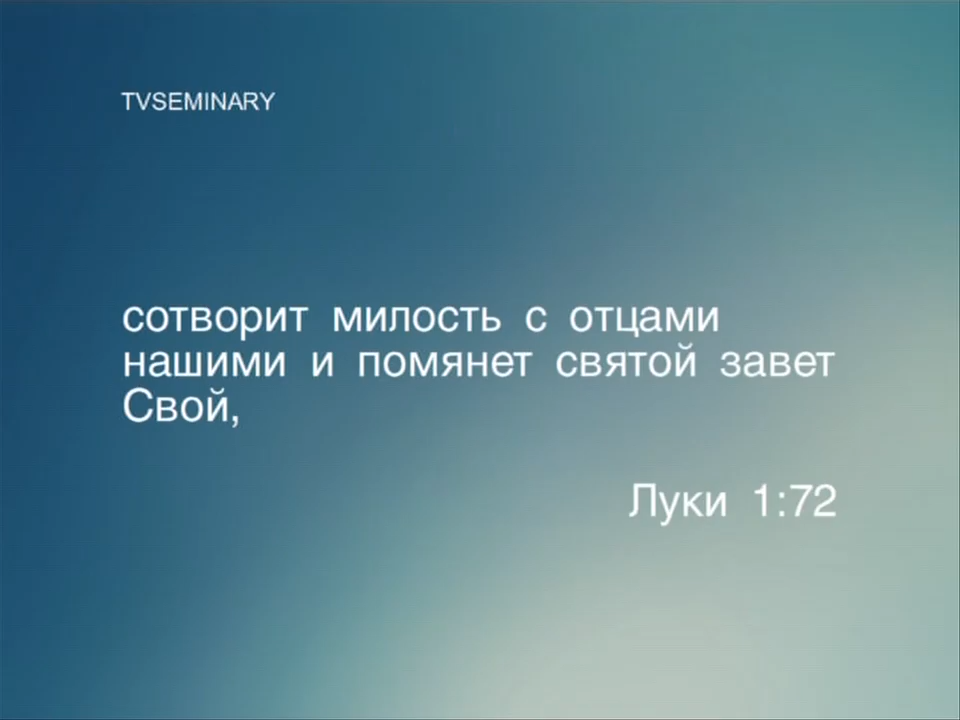 TVSEMINARY
сотворит милость с отцами
нашими и помянет святой завет
Свой,
Луки 1:72